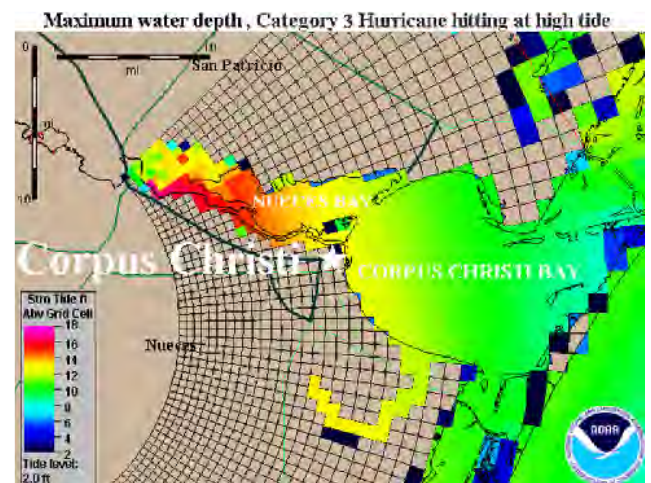 Maximum water depth , Category 3 Hurricane hitting at high tide
0
10
mi
San Patricio
10
NUECES BAY
Corpus Christi
CORPUS CHRISTI BAY
Stm Tide ft
Abv Grid Cell
18
16
14
12
10
8
6
4
2
Nueces
Tide level:
2.0 ft
NOAA